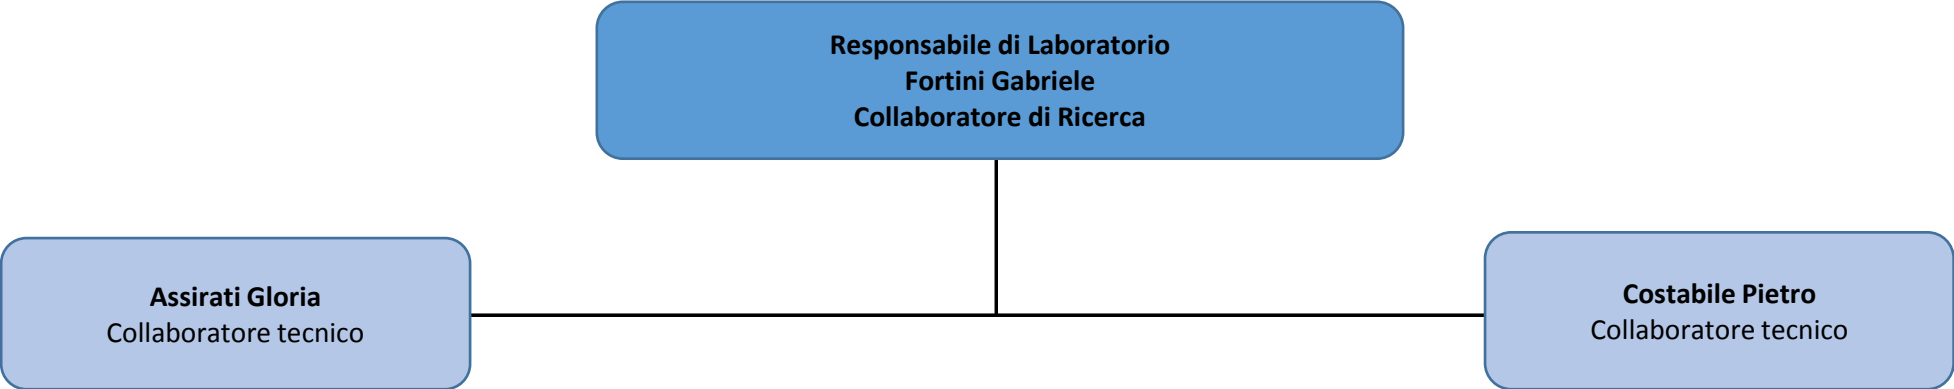 Responsabile di Laboratorio
Fortini Gabriele
Collaboratore di Ricerca
Assirati Gloria
Collaboratore tecnico
Costabile Pietro
Collaboratore tecnico